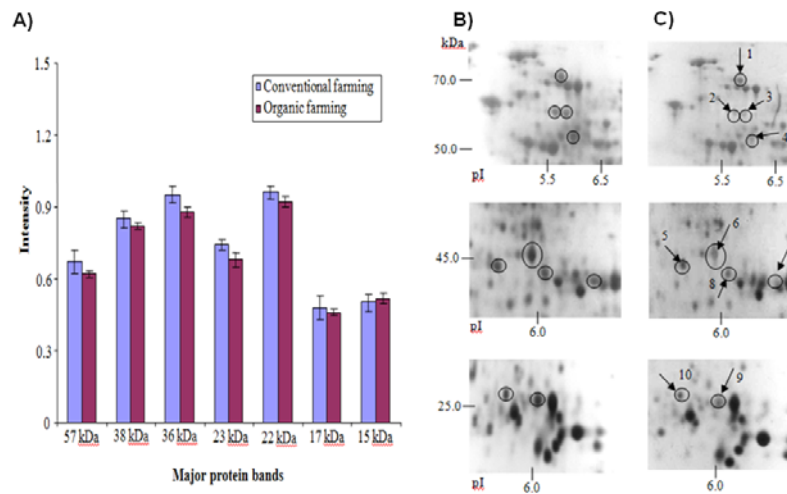 A)
1.5
1.2
0.9
0.6
0.3
0
Intensity
Conventional farming
Organic farming
57 kDa 38 kDa 36 kDa 23 kDa 22 kDa 17 kDa 15 kDa
Major protein bands
B)
kDa
70.0
50.0
pI
5.5 6.5
45.0
6.0
25.0
pI
6.0
C)
1
2 3
4
5.5 6.5
5 6
8
6.0
10 9
6.0